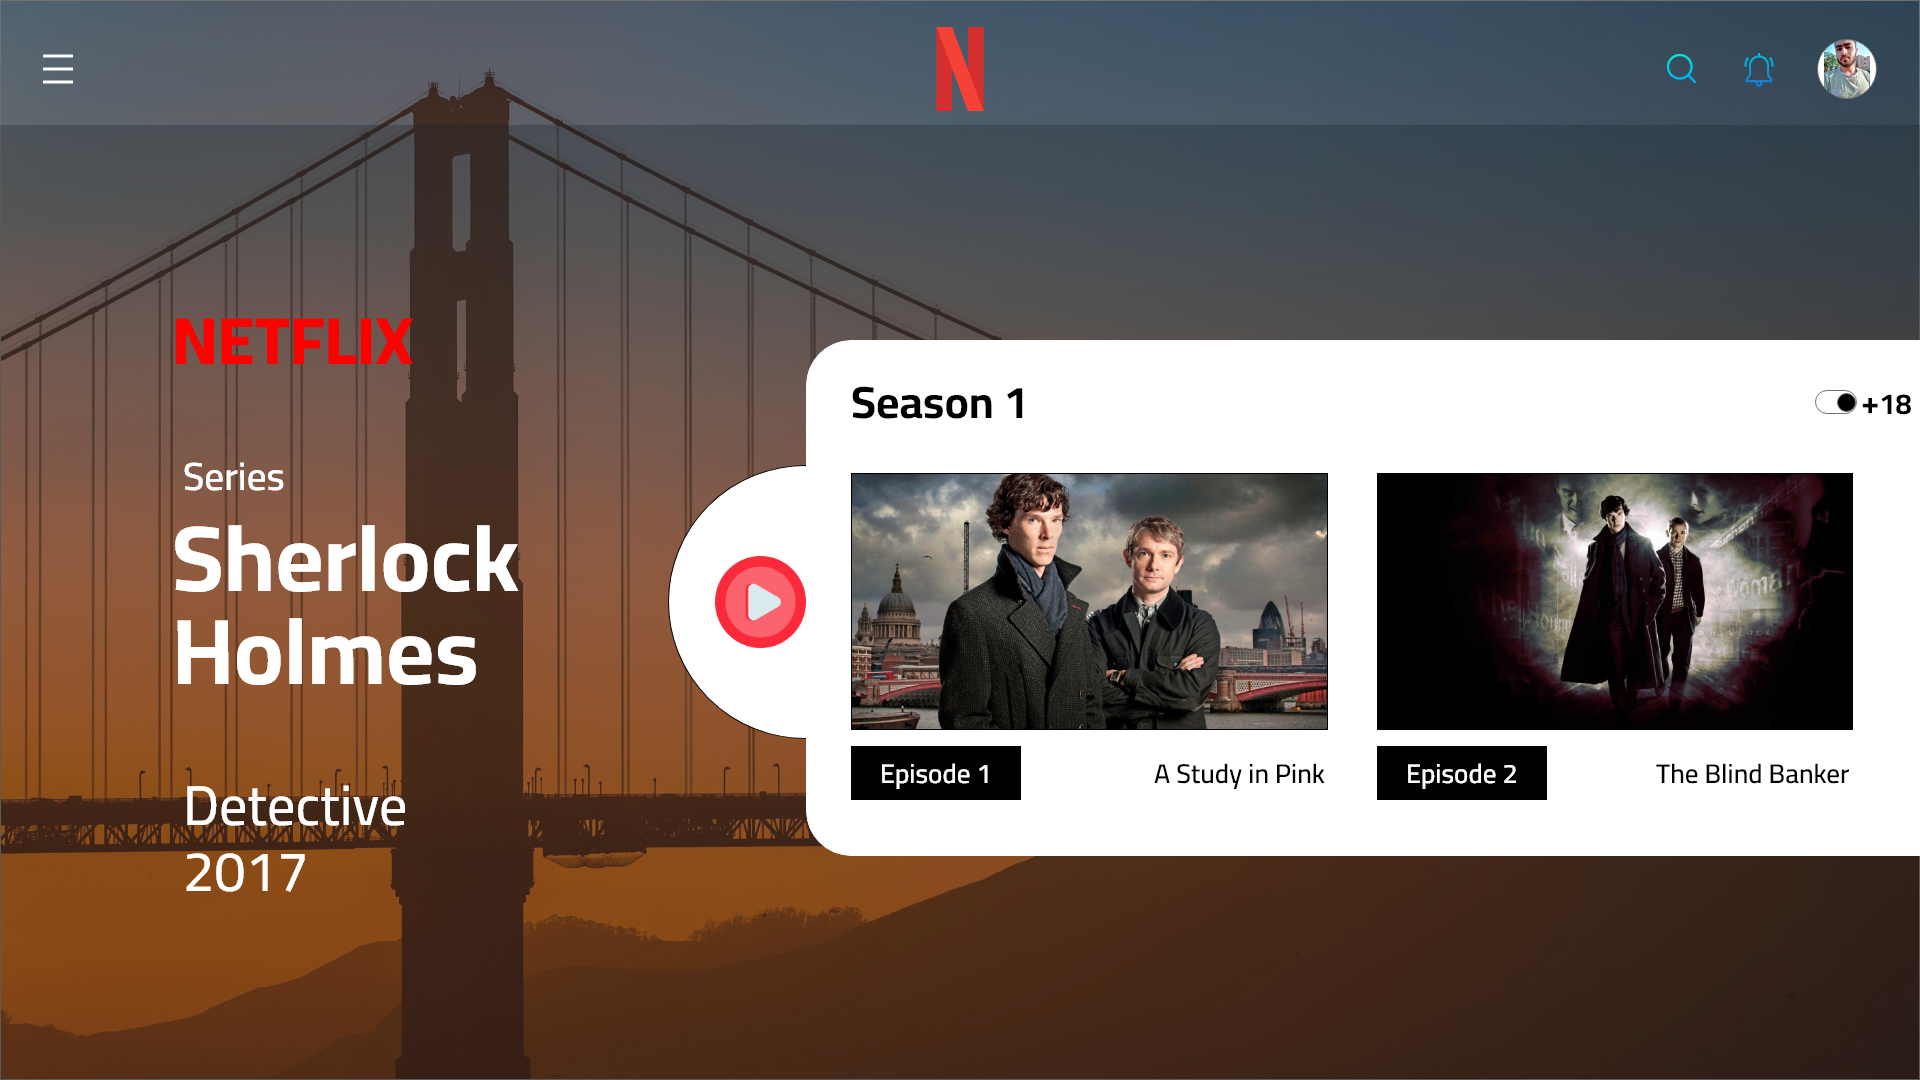 N
NETFLIX
Series
Sherlock
Holmes
Detective
2017
Season 1
+18
Episode 1
A Study in Pink
Episode 2
The Blind Banker